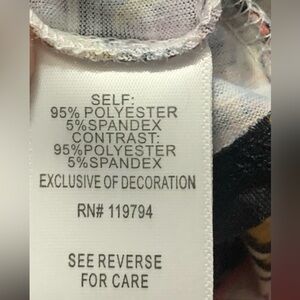 SELF:
95% POLYESTER
5%SPANDEX
CONTRAST:
95%POLYESTER
5%SPANDEX
EXCLUSIVE OF DECORATION
RN# 119794
SEE REVERSE
FOR CARE